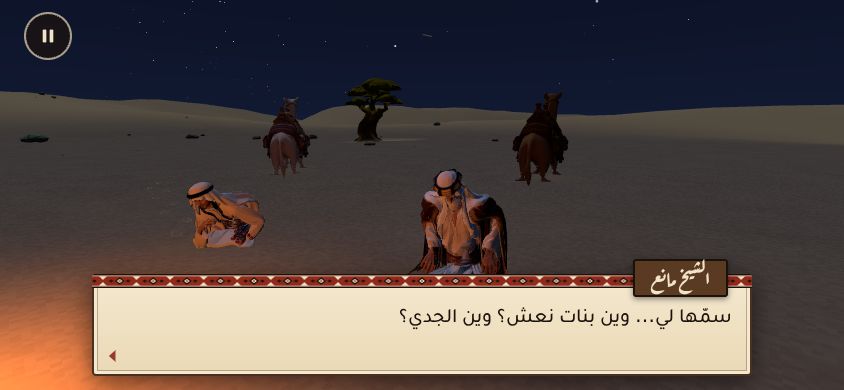 الشيخ مانع
سمّها لي... وين بنات نعش؟ وين الجدي؟